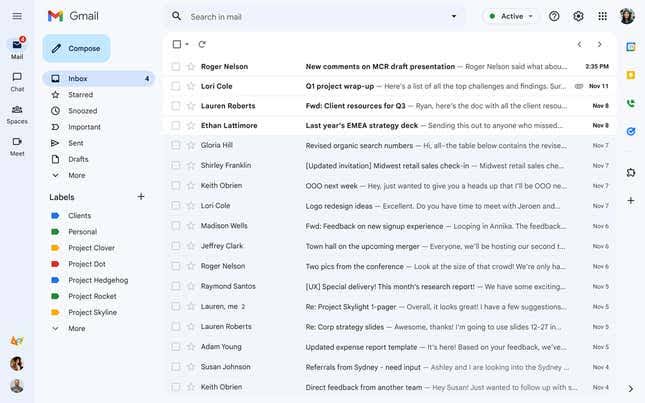 Gmail
Search in mail
Active
4
Mail
Chat
Spaces
Meet
Compose
Inbox 4
Starred
Snoozed
Important
Sent
Drafts
More
Labels
Clients
Personal
Project Clover
Project Dot
Project Hedgehog
Project Rocket
Project Skyline
More
Roger Nelson New comments on MCR draft presentation — Roger Nelson said what abou... 2:35 PM
Lori Cole Q1 project wrap-up — Here's a list of all the top challenges and findings. Sur... Nov 11
Lauren Roberts Fwd: Client resources for Q3 — Ryan, here's the doc with all the client resou... Nov 8
Ethan Lattimore Last year's EMEA strategy deck — Sending this out to anyone who missed... Nov 8
Gloria Hill Revised organic search numbers — Hi, all–the table below contains the revise... Nov 7
Shirley Franklin [Updated invitation] Midwest retail sales check-in — Midwest retail sales che... Nov 7
Keith Obrien OOO next week — Hey, just wanted to give you a heads up that I'll be OOO ne... Nov 7
Lori Cole Logo redesign ideas — Excellent. Do you have time to meet with Jeroen and... Nov 7
Madison Wells Fwd: Feedback on new signup experience — Looping in Annika. The feedback... Nov 6
Jeffrey Clark Town hall on the upcoming merger — Everyone, we'll be hosting our second t... Nov 6
Roger Nelson Two pics from the conference — Look at the size of that crowd! We're only ha... Nov 6
Raymond Santos [UX] Special delivery! This month's research report! — We have some exciting... Nov 5
Lauren, me 2 Re: Project Skylight 1-pager — Overall, it looks great! I have a few suggestions... Nov 5
Lauren Roberts Re: Corp strategy slides — Awesome, thanks! I'm going to use slides 12-27 in... Nov 5
Adam Young Updated expense report template — It's here! Based on your feedback, we've... Nov 5
Susan Johnson Referrals from Sydney - need input — Ashley and I are looking into the Sydney ... Nov 4
Keith Obrien Direct feedback from another team — Hey Susan! Just wanted to follow up with s... Nov 4